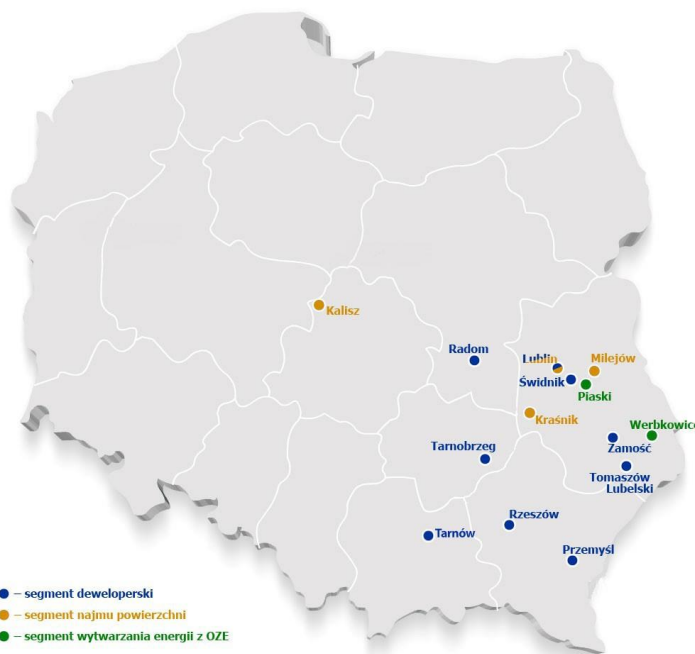 Kalisz
Radom
Lublin
Milejów
Świdnik
Piaski
Kraśnik
Werbkowice
Zamość
Tarnobrzeg
Tomaszów
Lubelski
Rzeszów
Tarnów
Przemyśl
– segment deweloperski
– segment najmu powierzchni
– segment wytwarzania energii z OZE